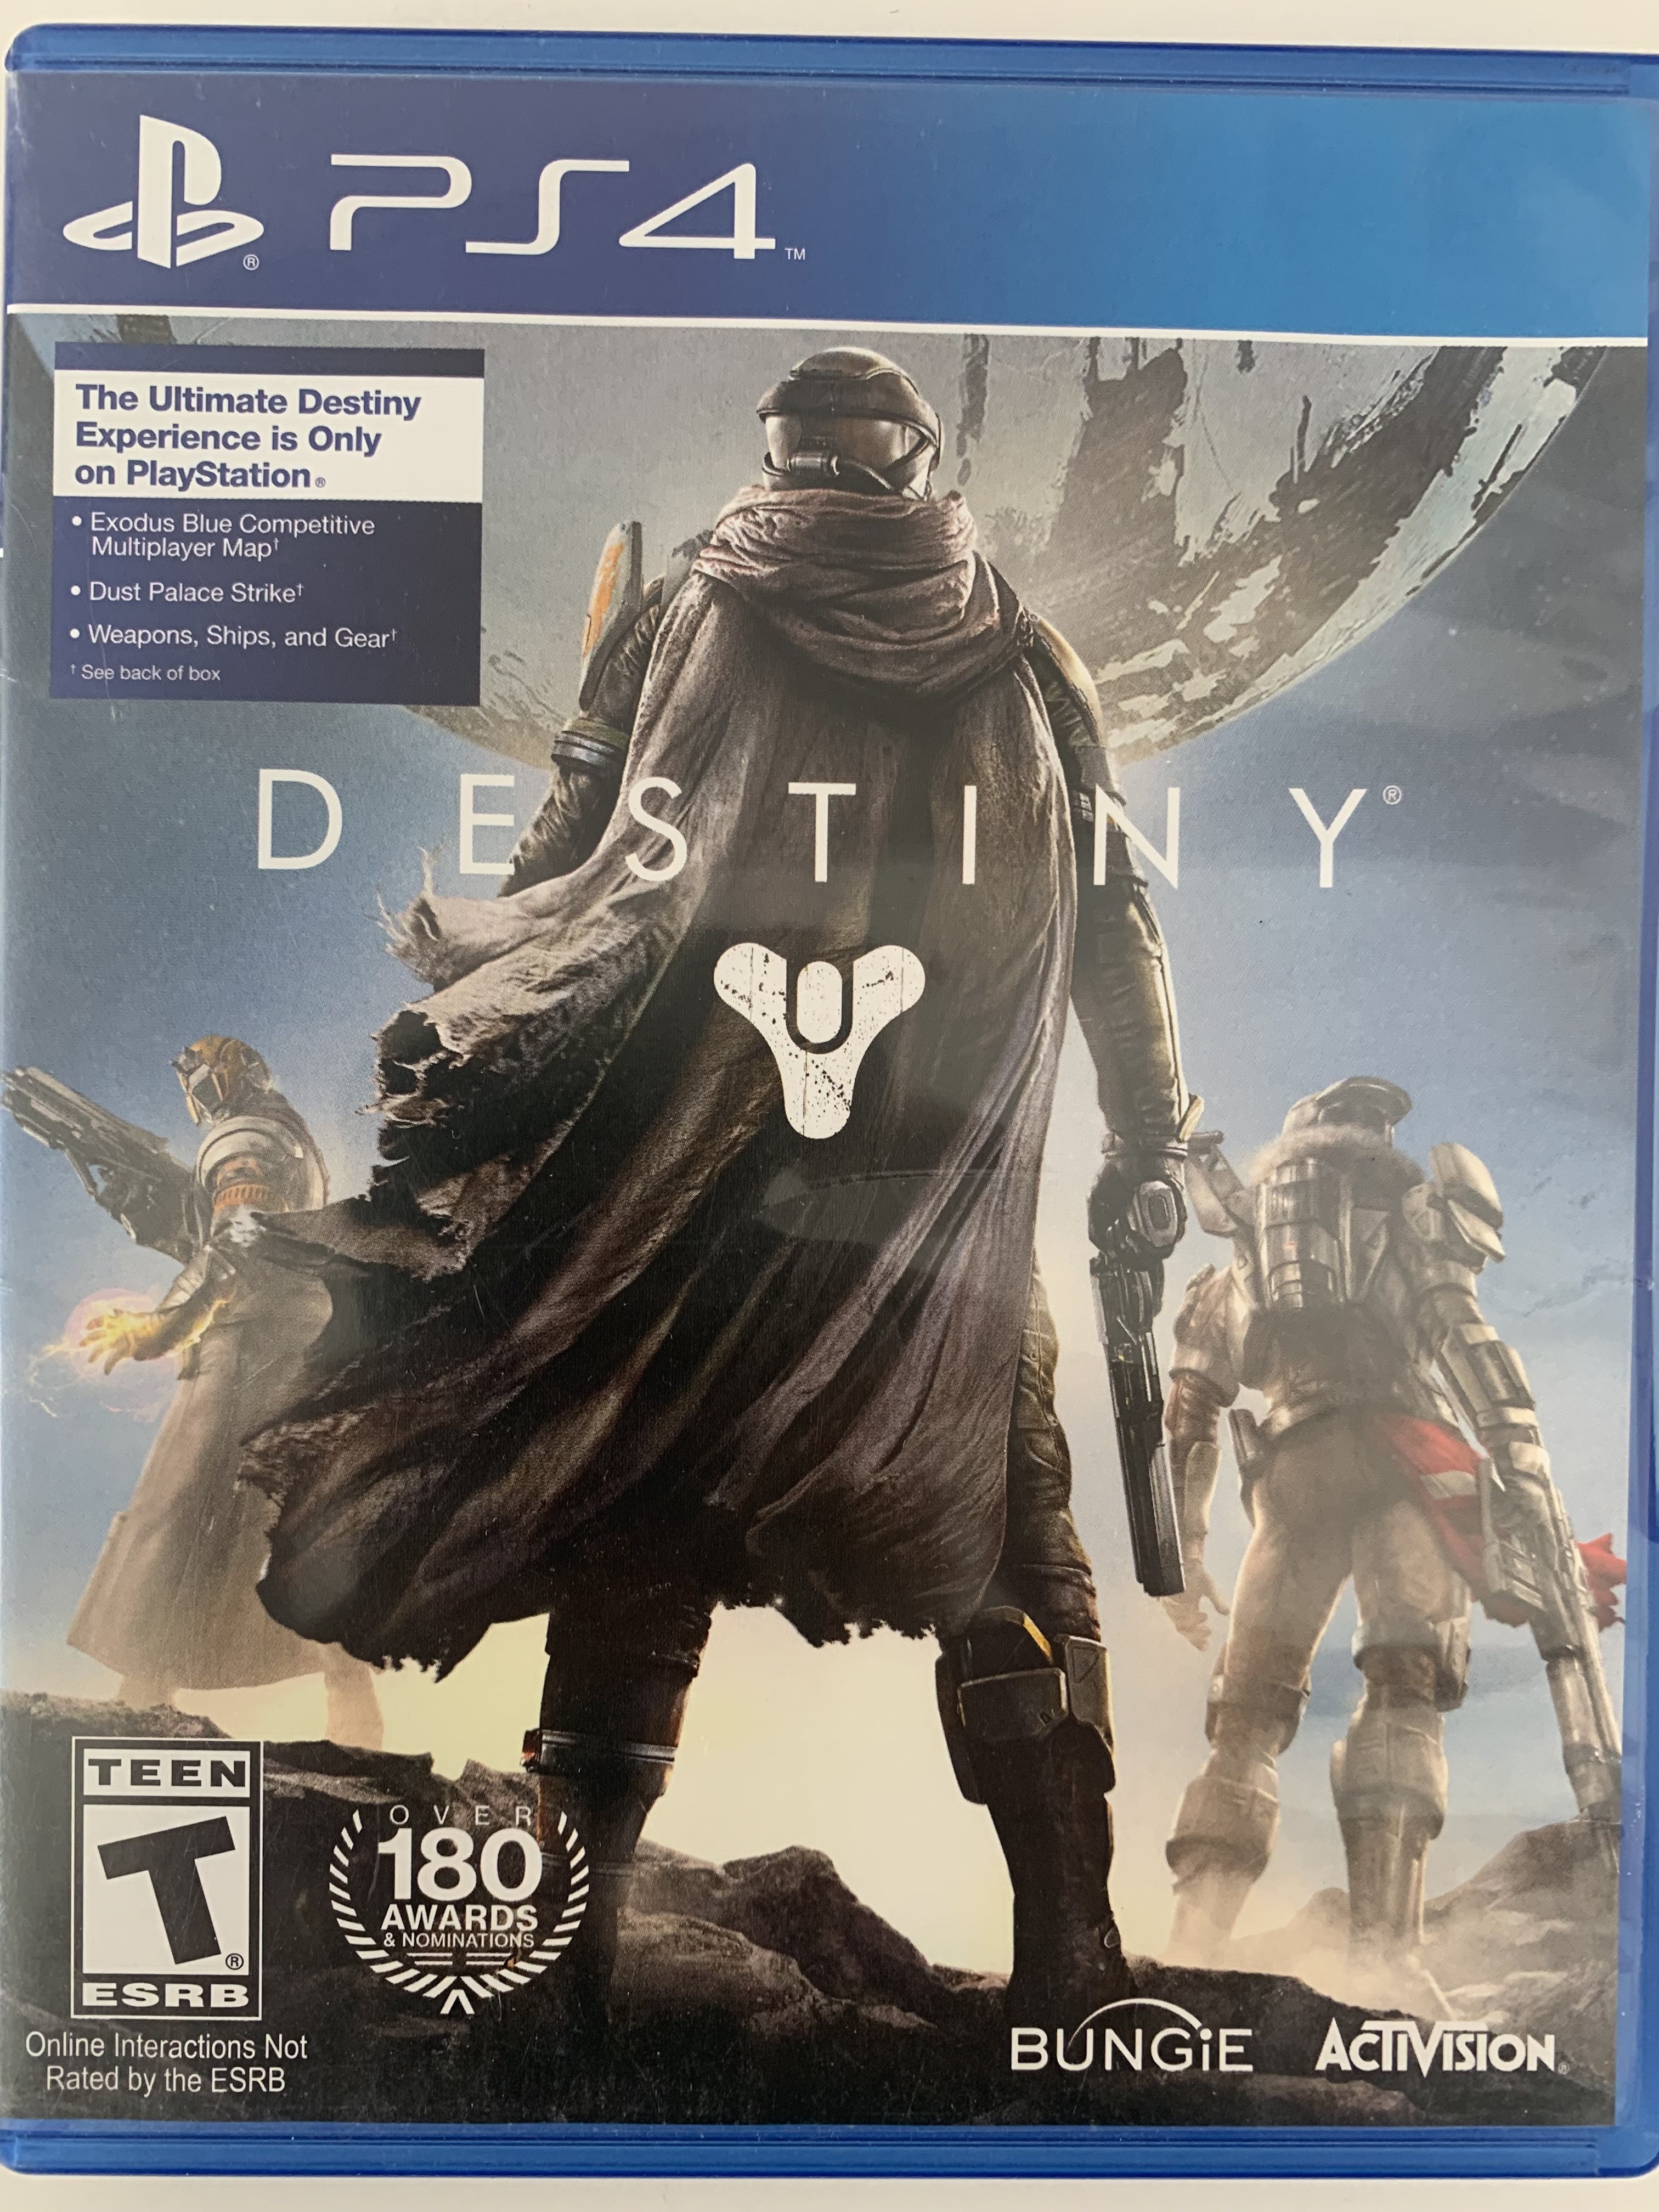 PS4™
The Ultimate Destiny
Experience is Only
on PlayStation®
• Exodus Blue Competitive
Multiplayer Map†
• Dust Palace Strike†
• Weapons, Ships, and Gear†
† See back of box
DESTINY®
TEEN
T®
ESRB
Online Interactions Not
Rated by the ESRB
OVER
180
AWARDS
& NOMINATIONS
BUNGiE
ACTIVISION®